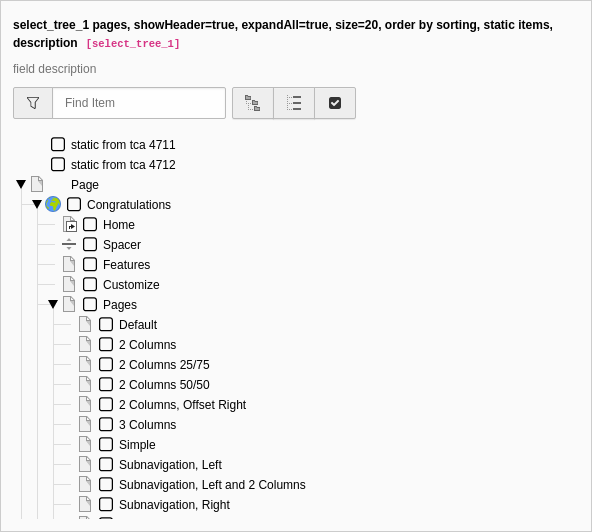 select_tree_1 pages, showHeader=true, expandAll=true, size=20, order by sorting, static items,
description [select_tree_1]
field description
Find Item
static from tca 4711
static from tca 4712
Page
Congratulations
Home
Spacer
Features
Customize
Pages
Default
2 Columns
2 Columns 25/75
2 Columns 50/50
2 Columns, Offset Right
3 Columns
Simple
Subnavigation, Left
Subnavigation, Left and 2 Columns
Subnavigation, Right